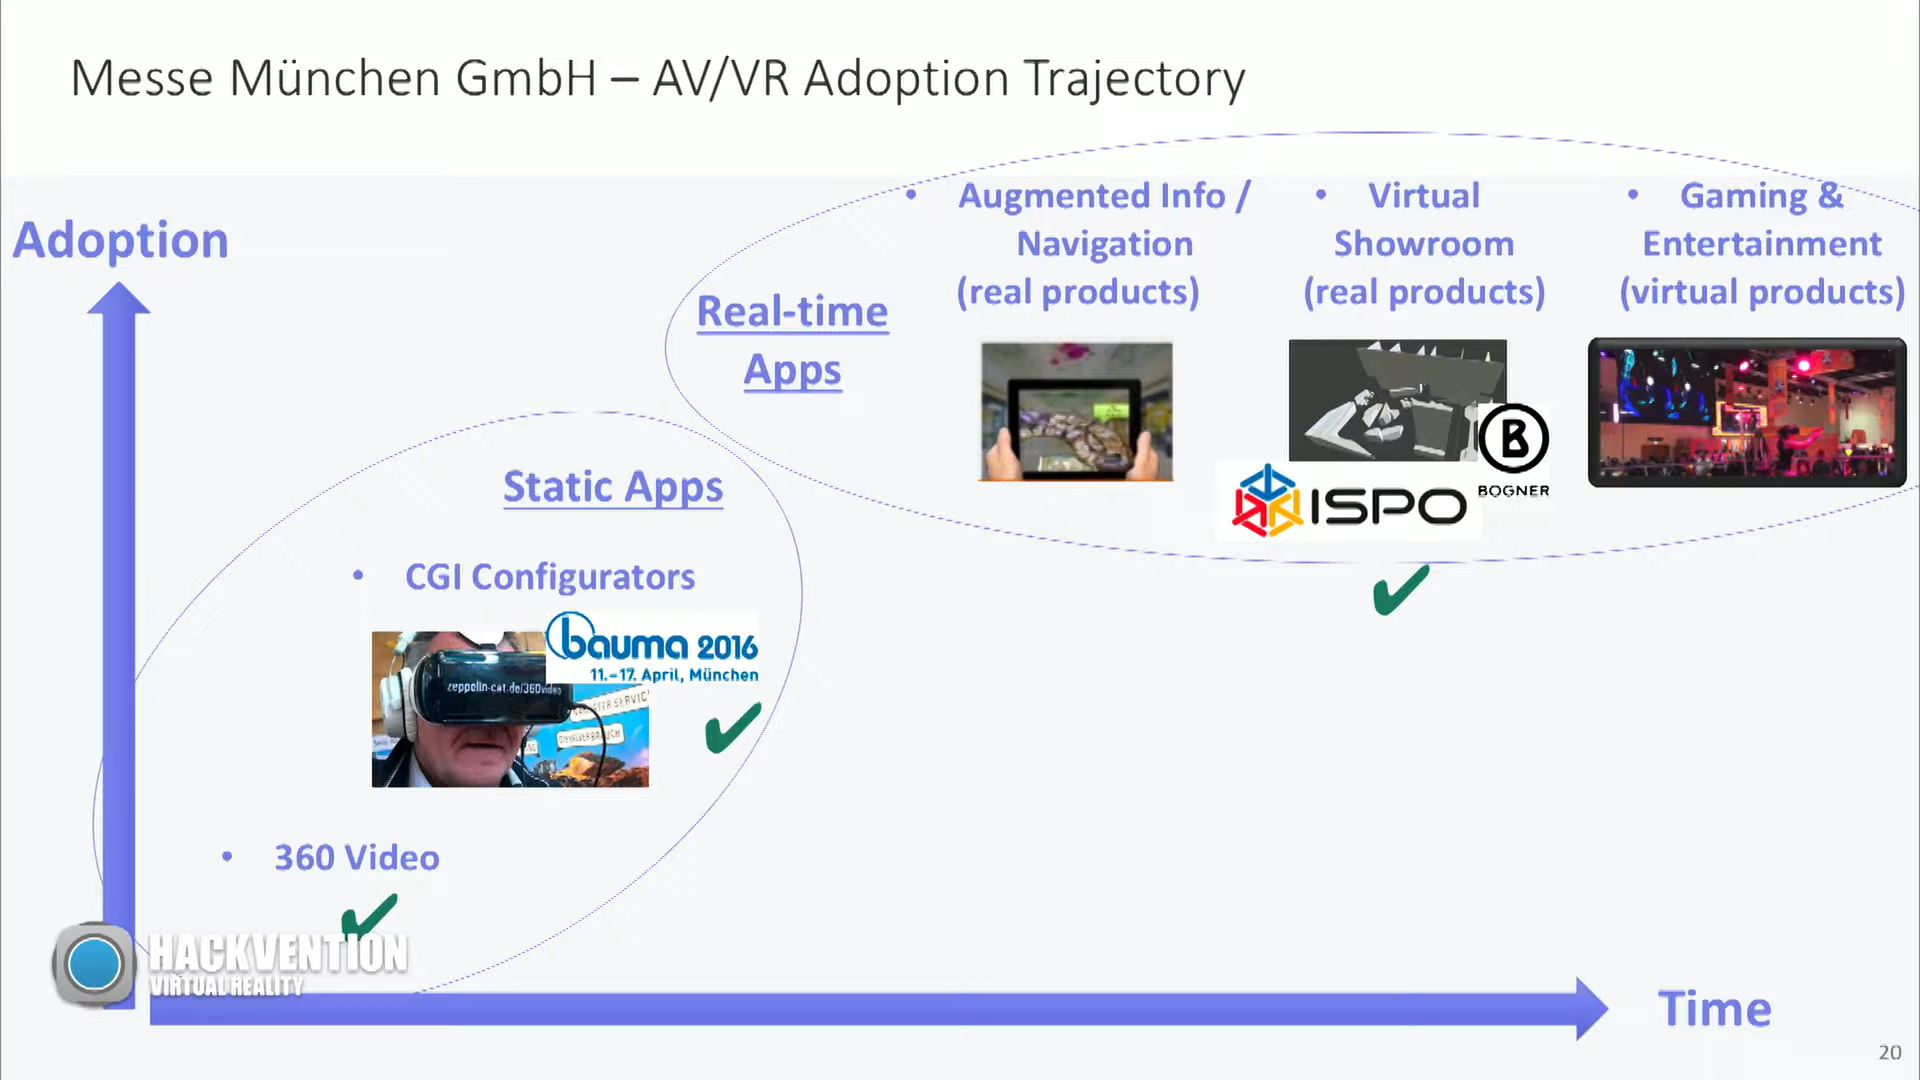 Messe München GmbH – AV/VR Adoption Trajectory
Adoption
• Augmented Info /
Navigation
(real products)
• Virtual
Showroom
(real products)
• Gaming &
Entertainment
(virtual products)
Real-time
Apps
B
BOGNER
ISPO
Static Apps
• CGI Configurators
bauma 2016
11.–17. April, München
zeppelin-cat.de/360video
• 360 Video
HACKVENTION
VIRTUAL REALITY
Time
20